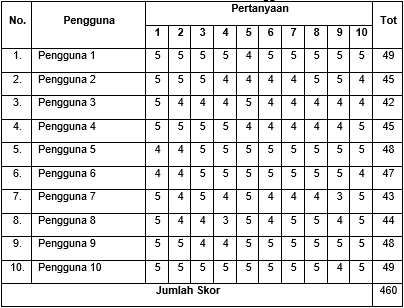 No. Pengguna Pertanyaan Tot
1 2 3 4 5 6 7 8 9 10
1. Pengguna 1 5 5 5 5 4 5 5 5 5 5 49
2. Pengguna 2 5 5 5 4 4 4 4 5 5 4 45
3. Pengguna 3 5 4 4 4 5 4 4 4 4 4 42
4. Pengguna 4 5 5 5 5 4 4 4 4 4 5 45
5. Pengguna 5 4 4 5 5 5 5 5 5 5 5 48
6. Pengguna 6 4 4 5 5 5 5 5 5 5 4 47
7. Pengguna 7 5 4 5 4 5 4 4 4 3 5 43
8. Pengguna 8 5 4 4 3 5 4 5 5 4 5 44
9. Pengguna 9 5 5 4 4 5 5 5 5 5 5 48
10. Pengguna 10 5 5 5 5 5 5 5 5 4 5 49
Jumlah Skor 460